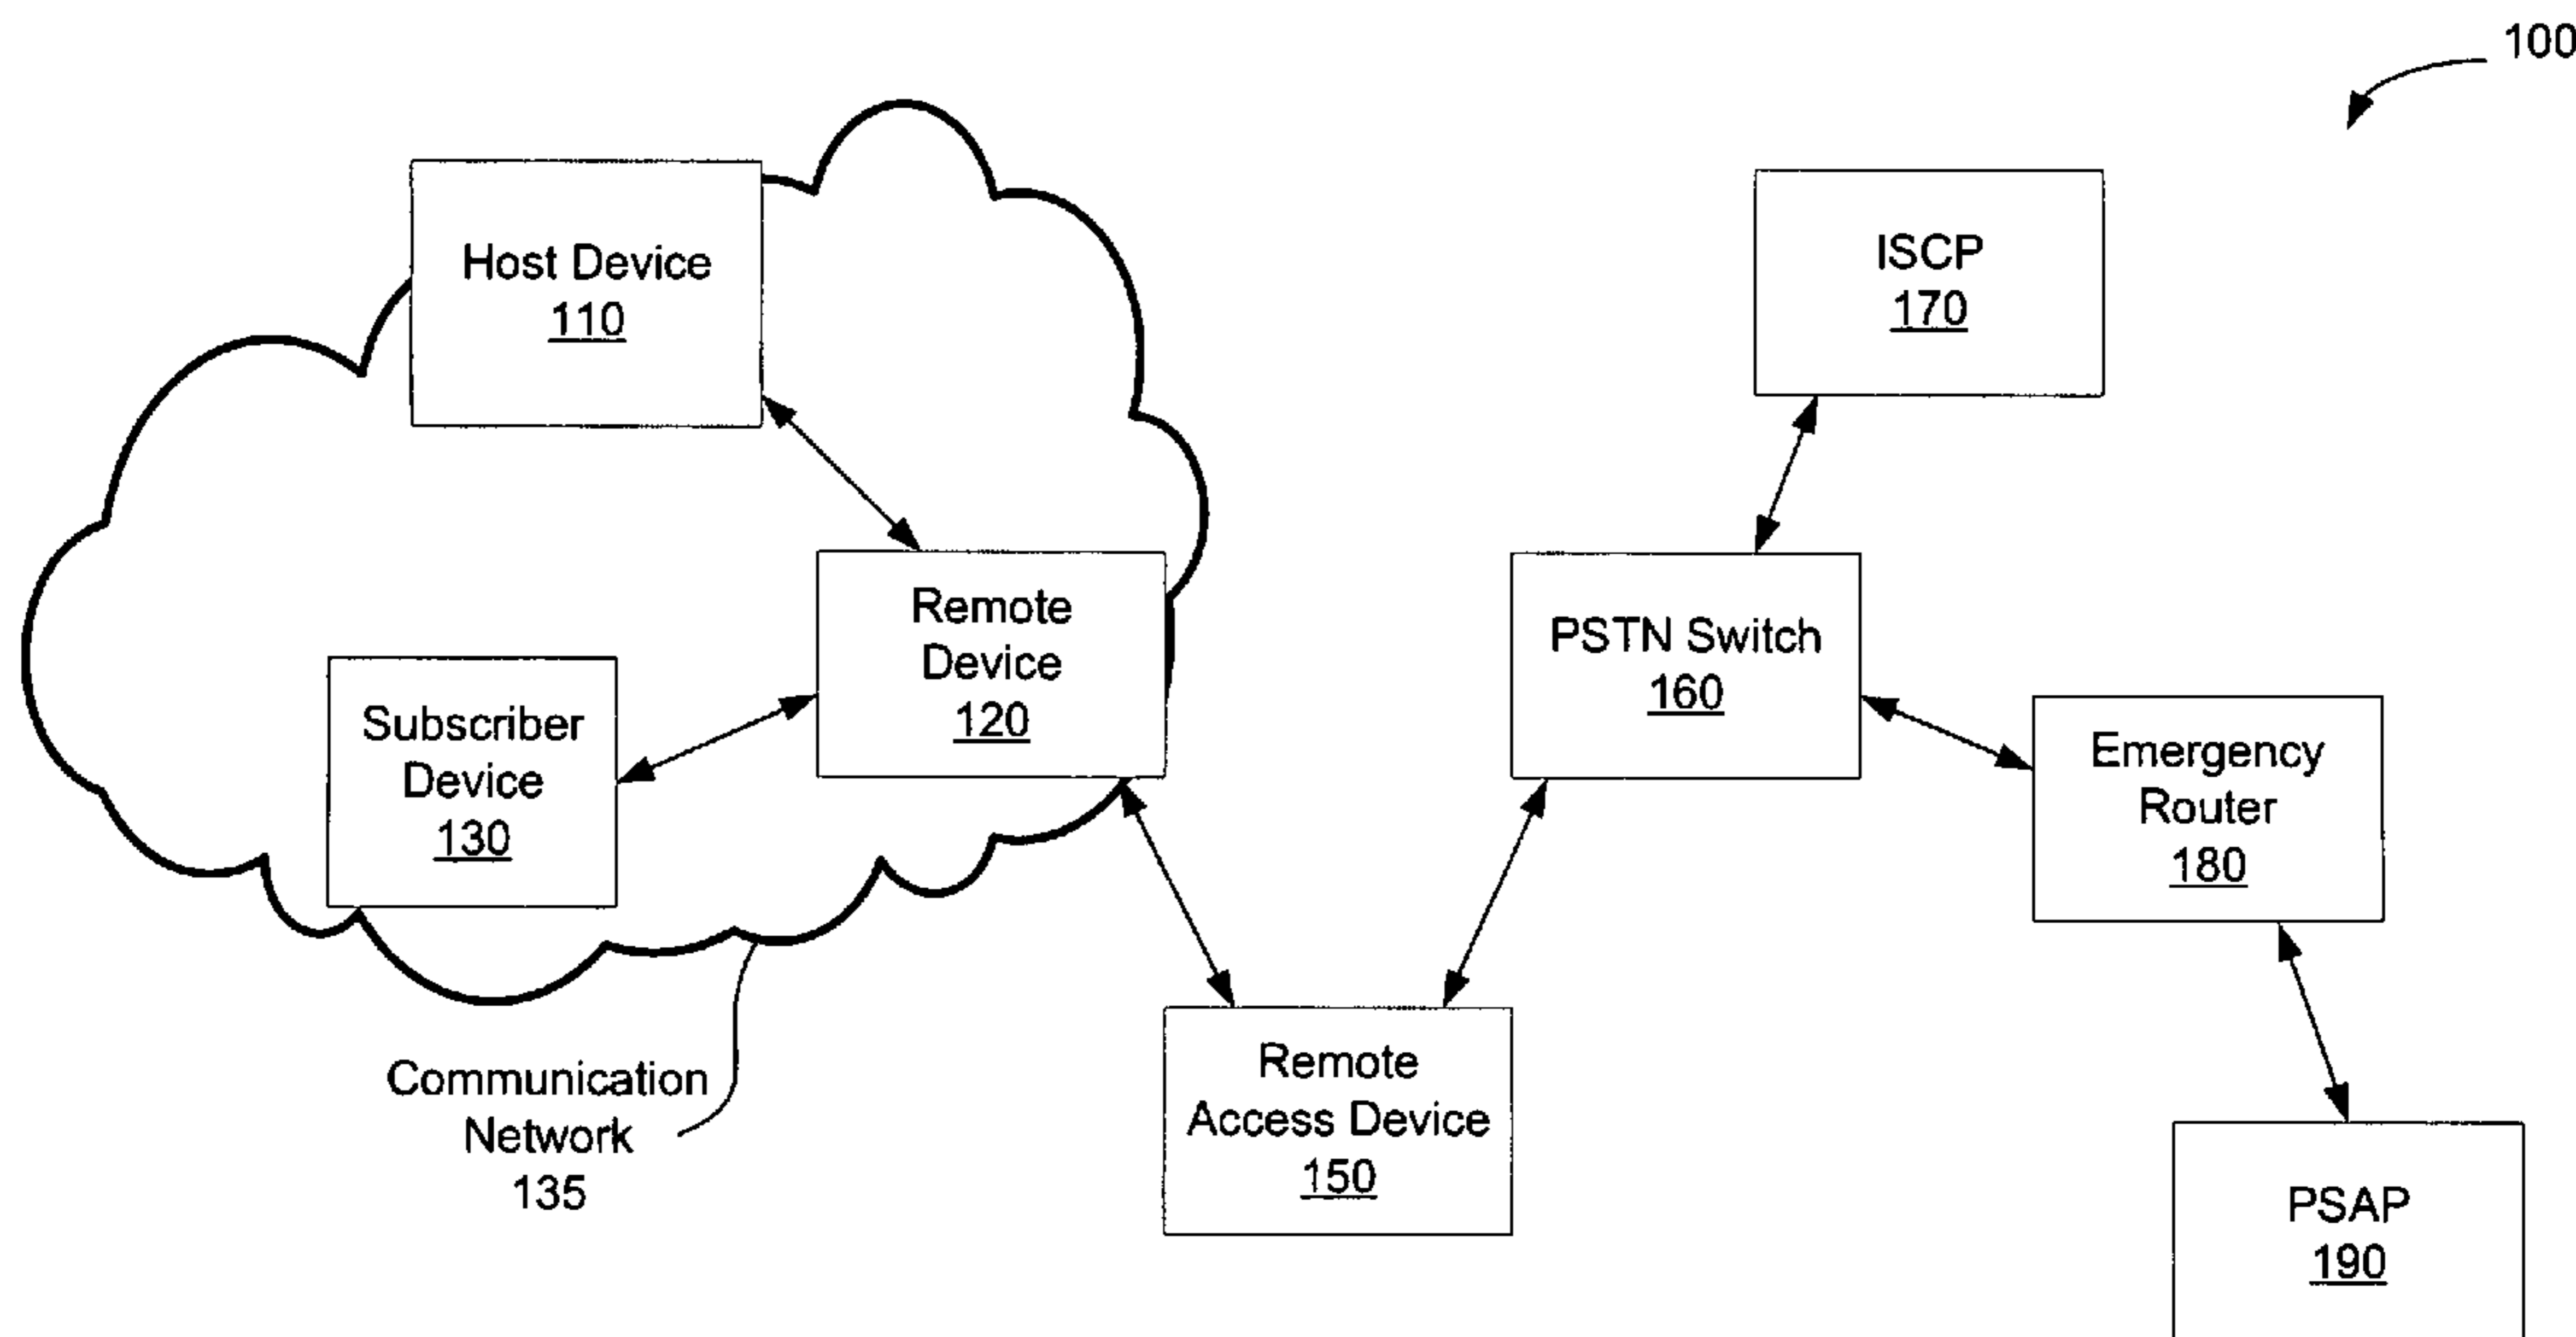 100
Host Device
110
ISCP
170
Remote
Device
120
PSTN Switch
160
Subscriber
Device
130
Emergency
Router
180
Communication
Network
135
Remote
Access Device
150
PSAP
190